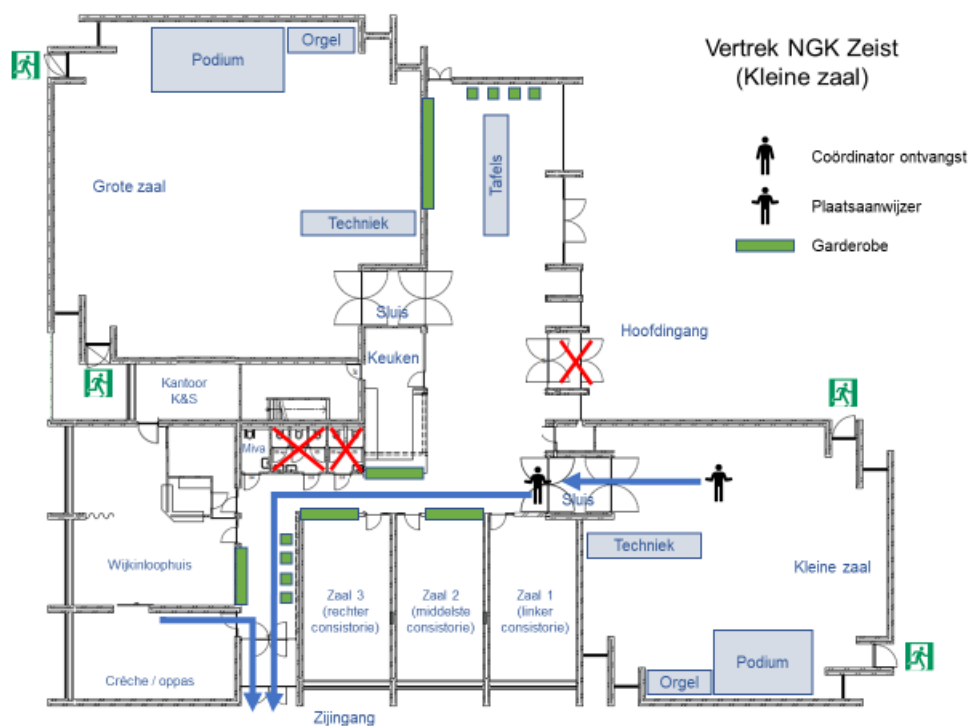 Vertrek NGK Zeist
(Kleine zaal)
Orgel
Podium
Coördinator ontvangst
Plaatsaanwijzer
Garderobe
Tafels
Grote zaal
Techniek
Sluis
Hoofdingang
Keuken
Kantoor
K&S
Miva
Sluis
Techniek
Kleine zaal
Wijkinloophuis
Zaal 3
(rechter
consistorie)
Zaal 2
(middelste
consistorie)
Zaal 1
(linker
consistorie)
Podium
Orgel
Crèche / oppas
Zijingang